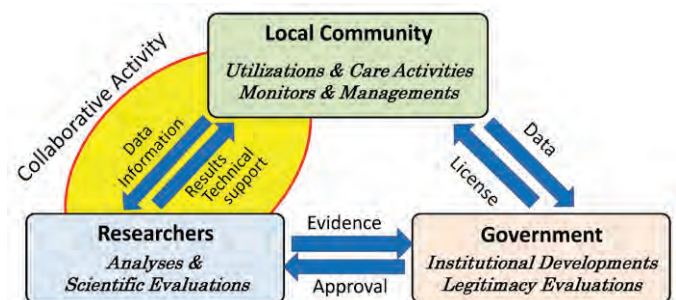 Local Community
Utilizations & Care Activities
Monitors & Managements
Collaborative Activity
Data
Information
Results
Technical
support
Data
License
Researchers
Analyses &
Scientific Evaluations
Evidence
Approval
Government
Institutional Developments
Legitimacy Evaluations